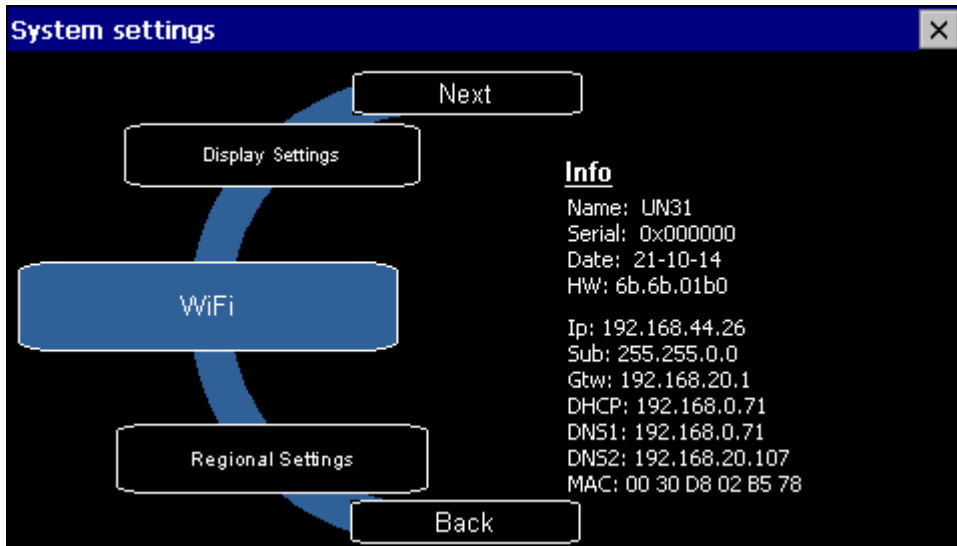 System settings
Next
Display Settings
WiFi
Regional Settings
Back
Info
Name: UN31
Serial: 0x000000
Date: 21-10-14
HW: 6b.6b.01b0
Ip: 192.168.44.26
Sub: 255.255.0.0
Gtw: 192.168.20.1
DHCP: 192.168.0.71
DNS1: 192.168.0.71
DNS2: 192.168.20.107
MAC: 00 30 D8 02 B5 78